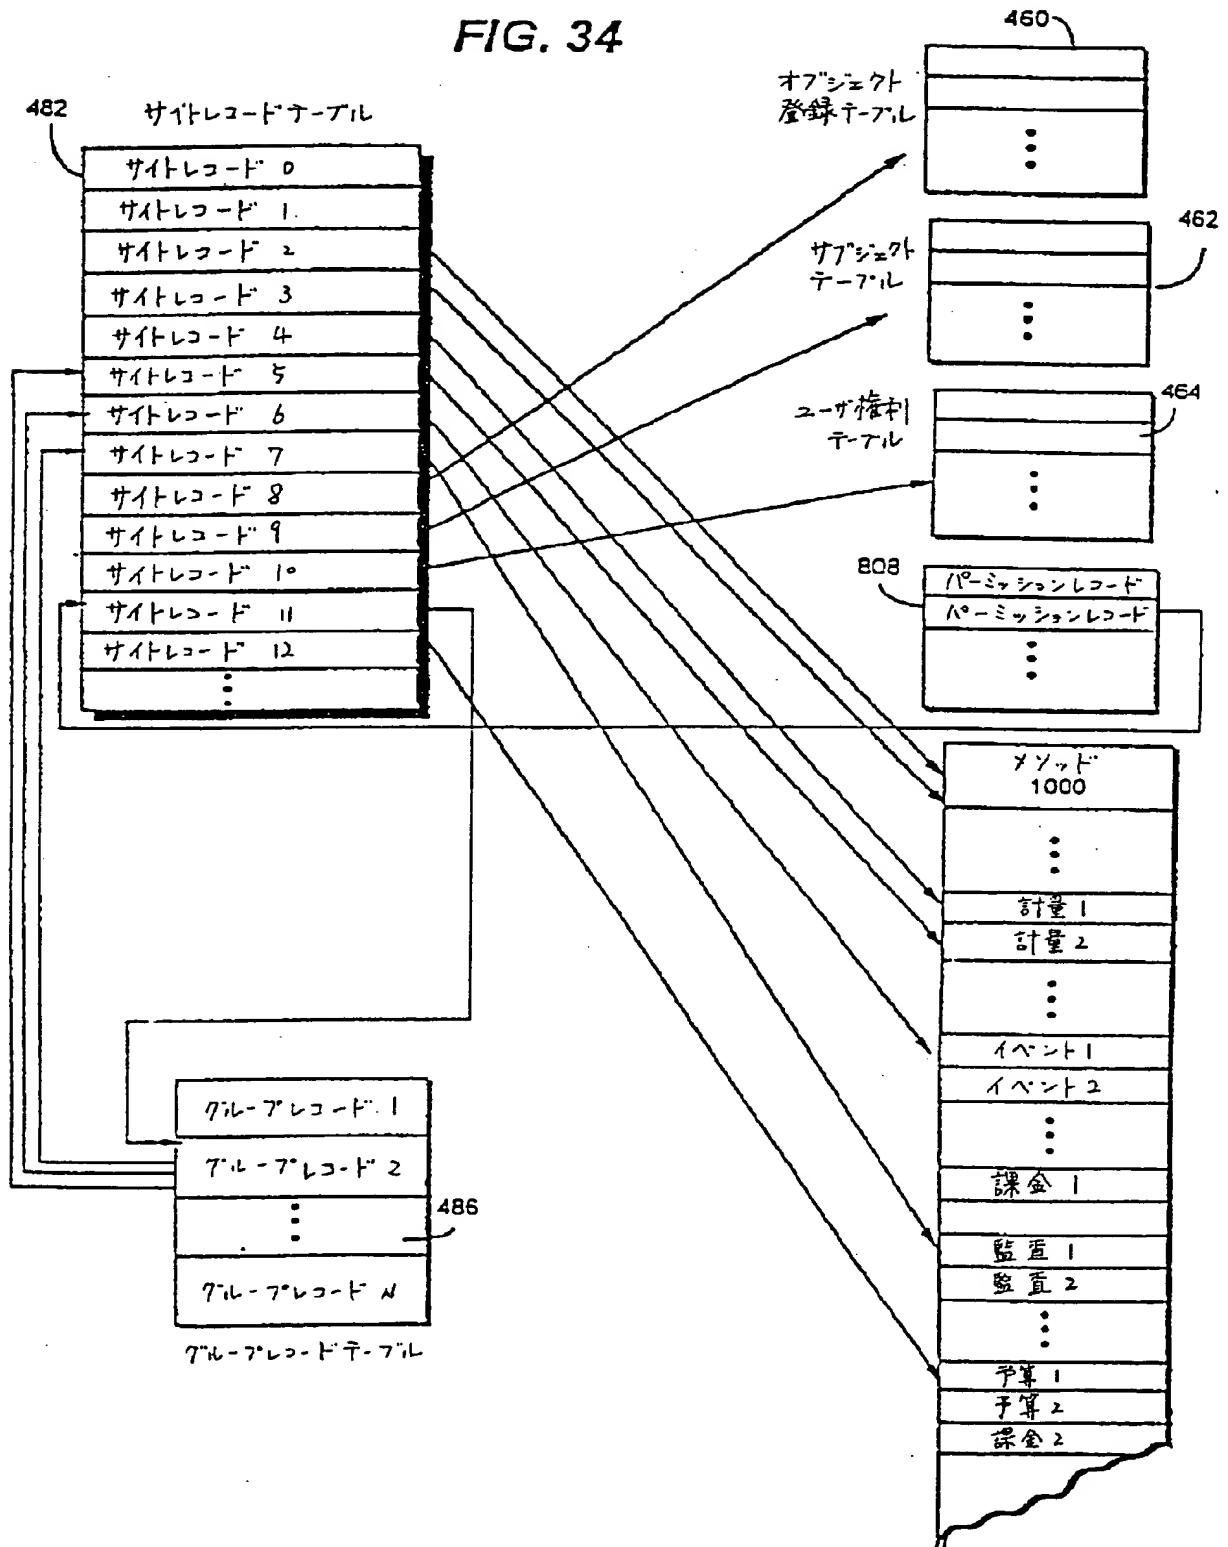 FIG. 34
482
サイトレコードテーブル
サイトレコード 0
サイトレコード 1
サイトレコード 2
サイトレコード 3
サイトレコード 4
サイトレコード 5
サイトレコード 6
サイトレコード 7
サイトレコード 8
サイトレコード 9
サイトレコード 10
サイトレコード 11
サイトレコード 12
460
オブジェクト
登録テーブル
サブジェクト
テーブル
462
ユーザ権利
テーブル
464
808
パーミッションレコード
パーミッションレコード
メソッド
1000
計量 1
計量 2
イベント 1
イベント 2
課金 1
監査 1
監査 2
予算 1
予算 2
課金 2
グループレコード 1
グループレコード 2
486
グループレコード N
グループレコードテーブル